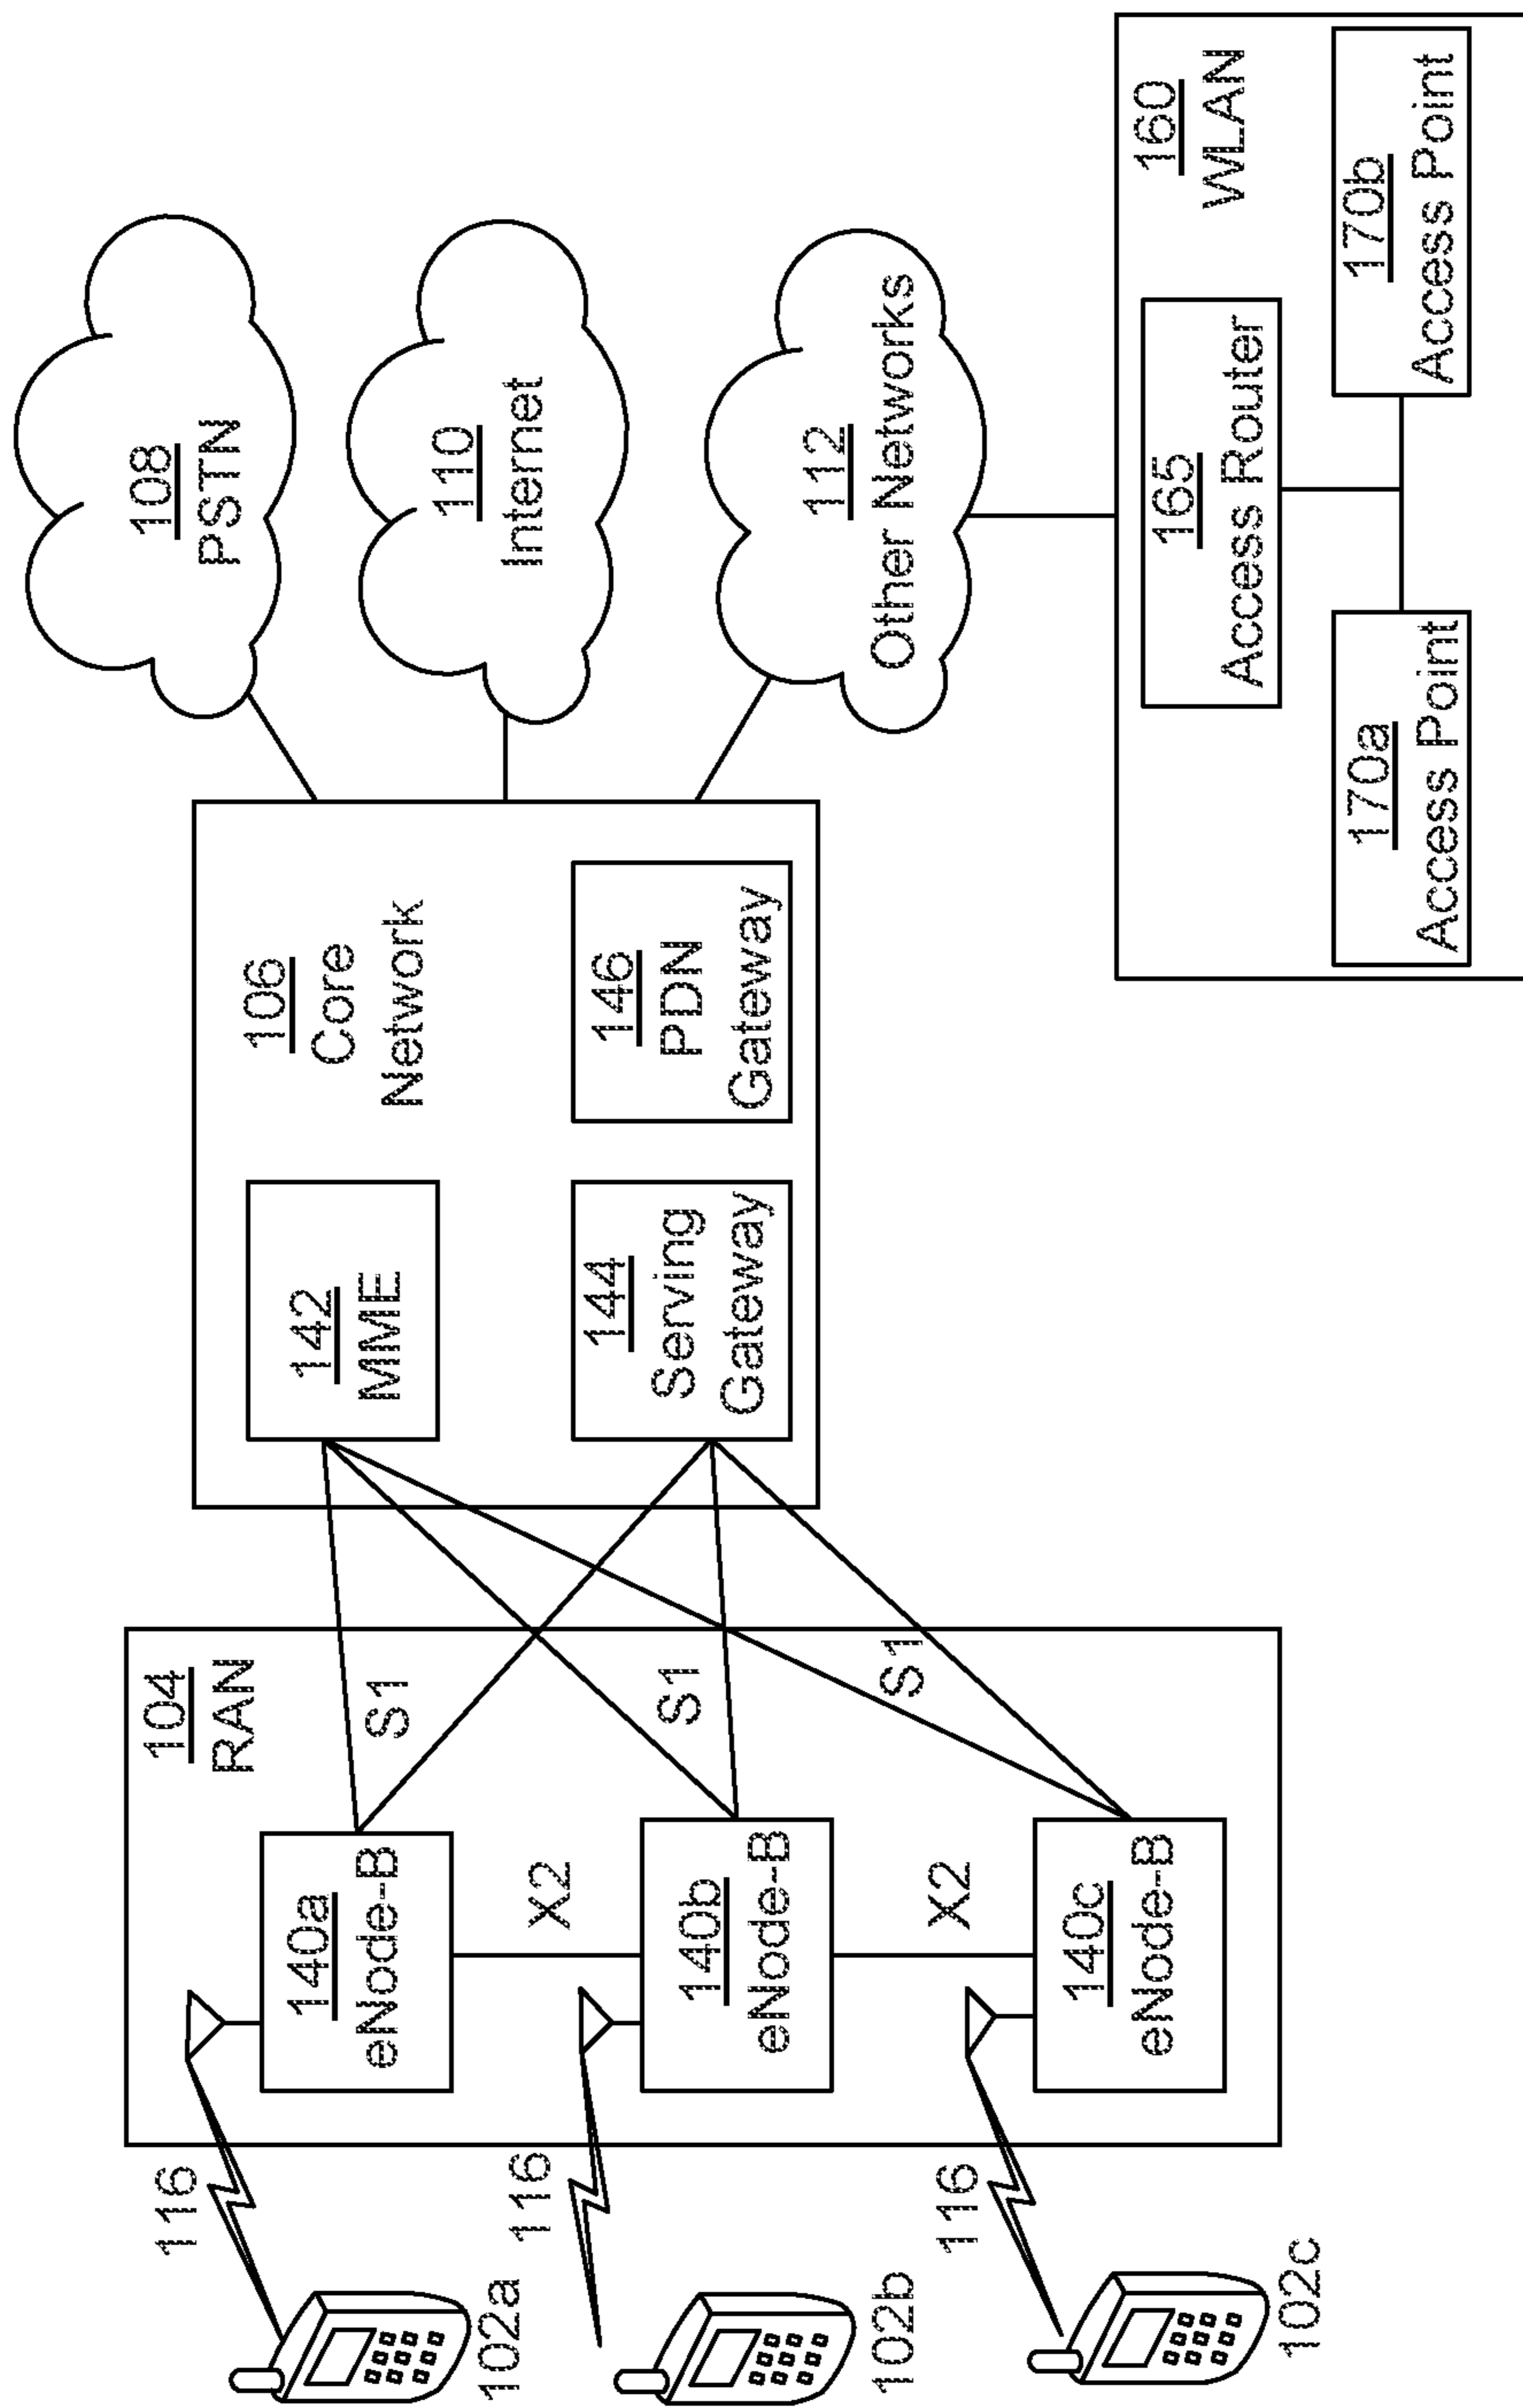 116
102a
116
102b
116
102c
104
RAN
140a
eNode-B
X2
140b
eNode-B
X2
140c
eNode-B
S1
S1
S1
106
Core
Network
142
MME
144
Serving
Gateway
146
PDN
Gateway
108
PSTN
110
Internet
112
Other Networks
160
WLAN
165
Access Router
170a
Access Point
170b
Access Point